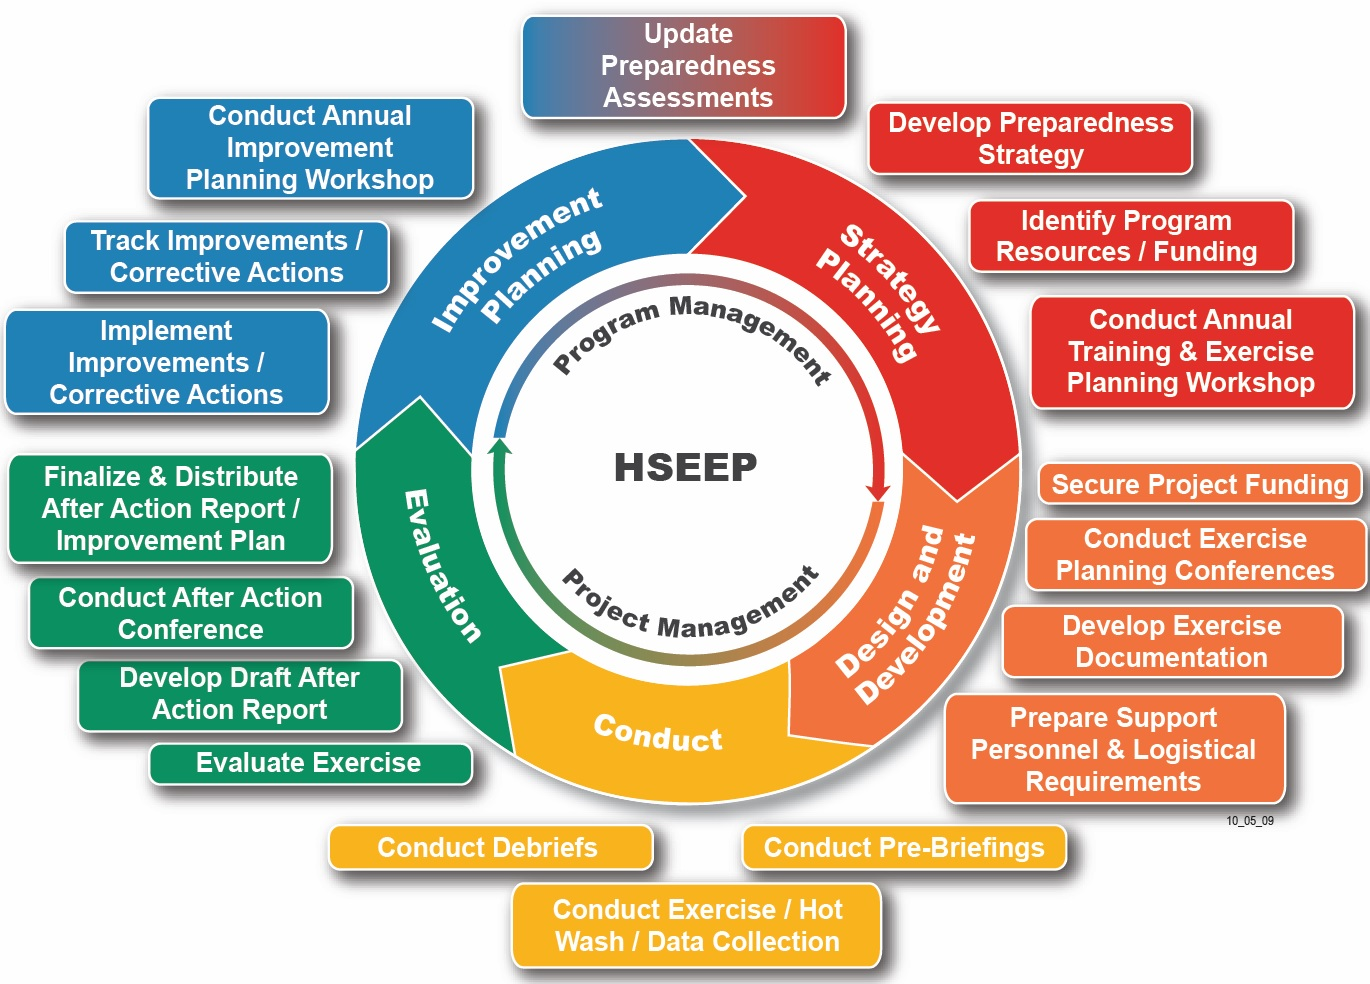 Update
Preparedness
Assessments
Develop Preparedness
Strategy
Identify Program
Resources / Funding
Conduct Annual
Training & Exercise
Planning Workshop
Secure Project Funding
Conduct Exercise
Planning Conferences
Develop Exercise
Documentation
Prepare Support
Personnel & Logistical
Requirements
10_05_09
Conduct Pre-Briefings
Conduct Exercise / Hot
Wash / Data Collection
Conduct Debriefs
Evaluate Exercise
Develop Draft After
Action Report
Conduct After Action
Conference
Finalize & Distribute
After Action Report /
Improvement Plan
Implement
Improvements /
Corrective Actions
Track Improvements /
Corrective Actions
Conduct Annual
Improvement
Planning Workshop
Strategy
Planning
Design and
Development
Conduct
Evaluation
Improvement
Planning
Program Management
HSEEP
Project Management